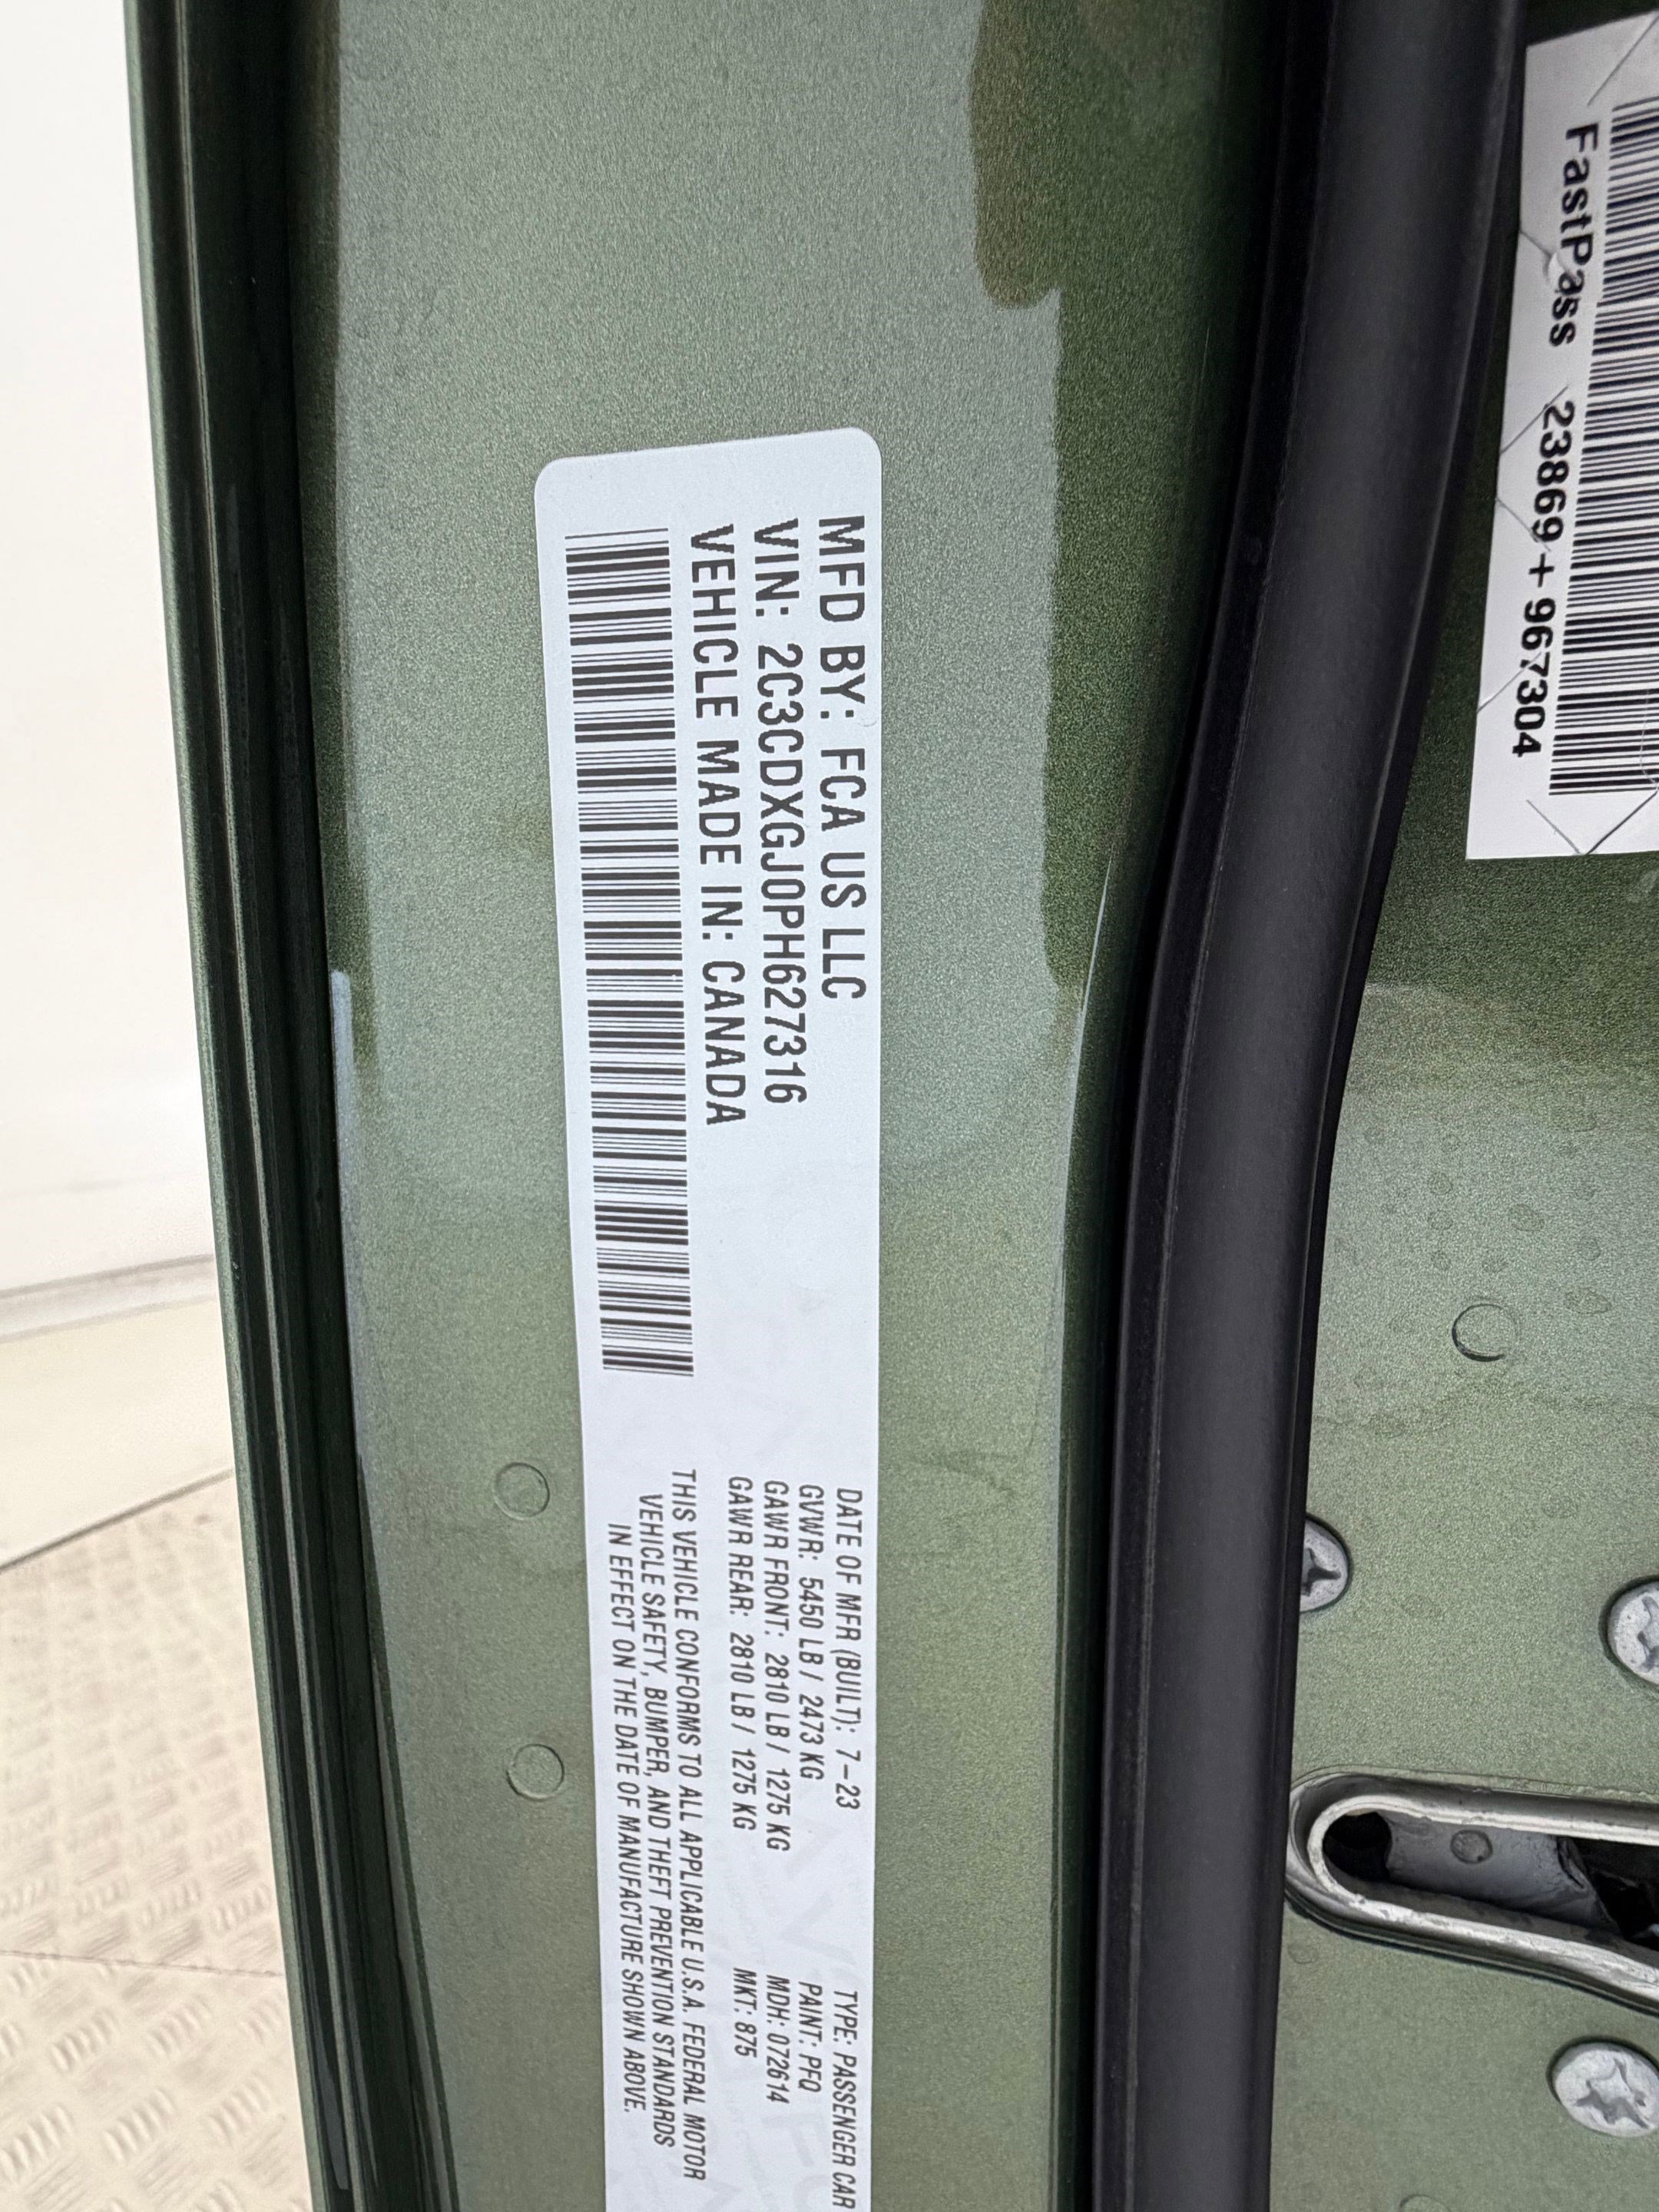 MFD BY: FCA US LLC
VIN: 2C3CDXGJ0PH627316
VEHICLE MADE IN: CANADA
DATE OF MFR (BUILT): 7-23
GVWR: 5450 LB / 2473 KG
GAWR FRONT: 2810 LB / 1275 KG
GAWR REAR: 2810 LB / 1275 KG
TYPE: PASSENGER CAR
PAINT: PFQ
MDH: 072614
MKT: 875
THIS VEHICLE CONFORMS TO ALL APPLICABLE U.S.A. FEDERAL MOTOR
VEHICLE SAFETY, BUMPER, AND THEFT PREVENTION STANDARDS
IN EFFECT ON THE DATE OF MANUFACTURE SHOWN ABOVE.
FastPass 23869+967304